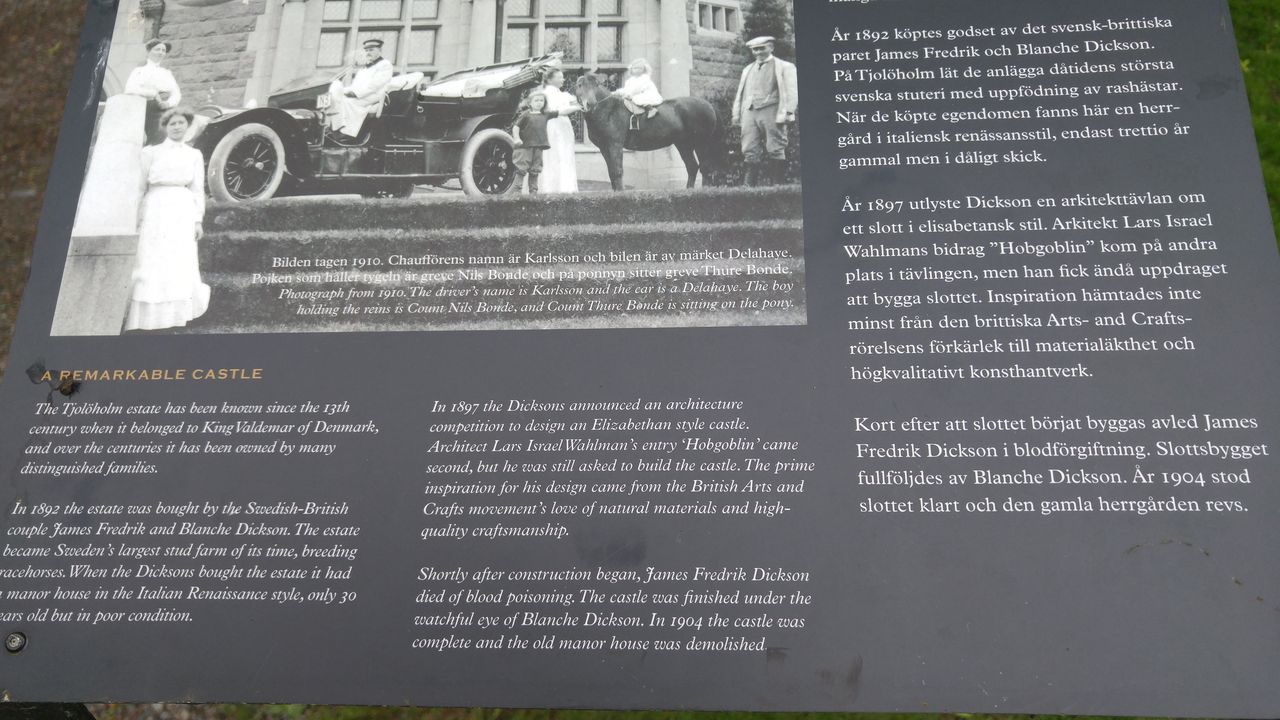 Bilden tagen 1910. Chaufförens namn är Karlsson och bilen är av märket Delahaye.
Pojken som håller tygeln är greve Nils Bonde och på ponnyn sitter greve Thure Bonde.
Photograph from 1910. The driver's name is Karlsson and the car is a Delahaye. The boy
holding the reins is Count Nils Bonde, and Count Thure Bonde is sitting on the pony.
A REMARKABLE CASTLE
The Tjolöholm estate has been known since the 13th
century when it belonged to King Valdemar of Denmark,
and over the centuries it has been owned by many
distinguished families.
In 1892 the estate was bought by the Swedish-British
couple James Fredrik and Blanche Dickson. The estate
became Sweden's largest stud farm of its time, breeding
racehorses. When the Dicksons bought the estate it had
manor house in the Italian Renaissance style, only 30
years old but in poor condition.
In 1897 the Dicksons announced an architecture
competition to design an Elizabethan style castle.
Architect Lars Israel Wahlman's entry 'Hobgoblin' came
second, but he was still asked to build the castle. The prime
inspiration for his design came from the British Arts and
Crafts movement's love of natural materials and high-
quality craftsmanship.
Shortly after construction began, James Fredrik Dickson
died of blood poisoning. The castle was finished under the
watchful eye of Blanche Dickson. In 1904 the castle was
complete and the old manor house was demolished.
År 1892 köptes godset av det svensk-brittiska
paret James Fredrik och Blanche Dickson.
På Tjolöholm lät de anlägga dåtidens största
svenska stuteri med uppfödning av rashästar.
När de köpte egendomen fanns här en herr-
gård i italiensk renässansstil, endast trettio år
gammal men i dåligt skick.
År 1897 utlyste Dickson en arkitekttävlan om
ett slott i elisabetansk stil. Arkitekt Lars Israel
Wahlmans bidrag ”Hobgoblin” kom på andra
plats i tävlingen, men han fick ändå uppdraget
att bygga slottet. Inspiration hämtades inte
minst från den brittiska Arts- and Crafts-
rörelsens förkärlek till materialäkthet och
högkvalitativt konsthantverk.
Kort efter att slottet börjat byggas avled James
Fredrik Dickson i blodförgiftning. Slottsbygget
fullföljdes av Blanche Dickson. År 1904 stod
slottet klart och den gamla herrgården revs.